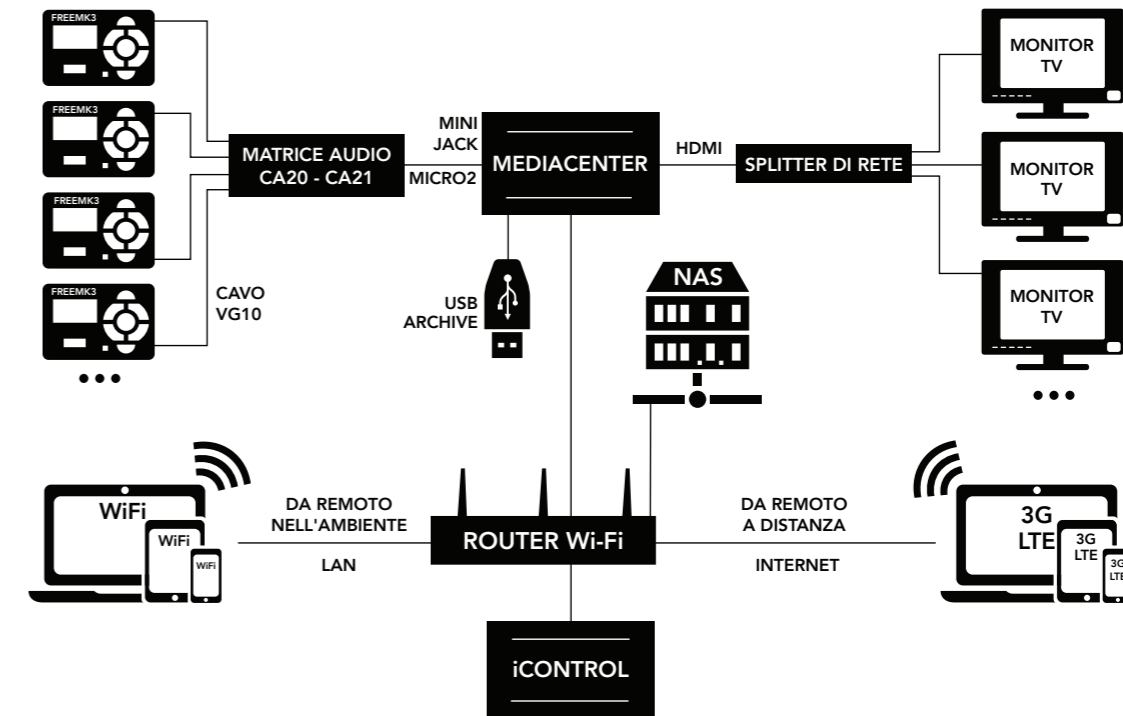 FREEMK3
FREEMK3
FREEMK3
FREEMK3
CAVO
VG10
MATRICE AUDIO
CA20 - CA21
MINI
JACK
MICRO2
MEDIACENTER
HDMI
SPLITTER DI RETE
MONITOR
TV
MONITOR
TV
MONITOR
TV
USB
ARCHIVE
NAS
WiFi
WiFi
WiFi
DA REMOTO
NELL'AMBIENTE
LAN
ROUTER Wi-Fi
DA REMOTO
A DISTANZA
INTERNET
3G
LTE
3G
LTE
3G
LTE
iCONTROL